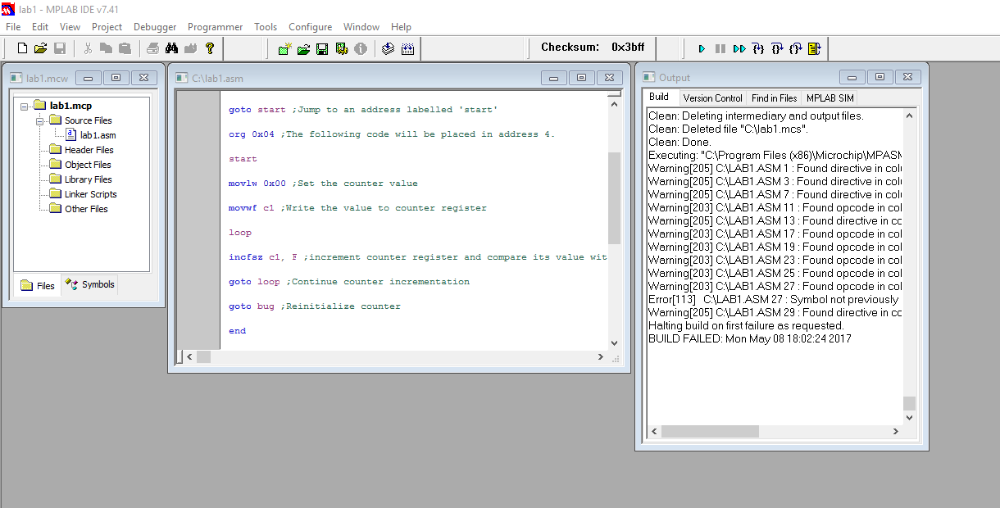 lab1 - MPLAB IDE v7.41
File Edit View Project Debugger Programmer Tools Configure Window Help
Checksum: 0x3bff
lab1.mcw
lab1.mcp
Source Files
lab1.asm
Header Files
Object Files
Library Files
Linker Scripts
Other Files
Files Symbols
C:\lab1.asm
goto start ;Jump to an address labelled 'start'
org 0x04 ;The following code will be placed in address 4.
start
movlw 0x00 ;Set the counter value
movwf c1 ;Write the value to counter register
loop
incfsz c1, F ;increment counter register and compare its value wit
goto loop ;Continue counter incrementation
goto bug ;Reinitialize counter
end
Output
Build Version Control Find in Files MPLAB SIM
Clean: Deleting intermediary and output files.
Clean: Deleted file "C:\lab1.mcs".
Clean: Done.
Executing: "C:\Program Files (x86)\Microchip\MPASM
Warning[205] C:\LAB1.ASM 1 : Found directive in colu
Warning[205] C:\LAB1.ASM 3 : Found directive in colu
Warning[205] C:\LAB1.ASM 7 : Found directive in colu
Warning[203] C:\LAB1.ASM 11 : Found opcode in col
Warning[205] C:\LAB1.ASM 13 : Found directive in cc
Warning[203] C:\LAB1.ASM 17 : Found opcode in col
Warning[203] C:\LAB1.ASM 19 : Found opcode in col
Warning[203] C:\LAB1.ASM 23 : Found opcode in col
Warning[203] C:\LAB1.ASM 25 : Found opcode in col
Warning[203] C:\LAB1.ASM 27 : Found opcode in col
Error[113] C:\LAB1.ASM 27 : Symbol not previously
Warning[205] C:\LAB1.ASM 29 : Found directive in cc
Halting build on first failure as requested.
BUILD FAILED: Mon May 08 18:02:24 2017